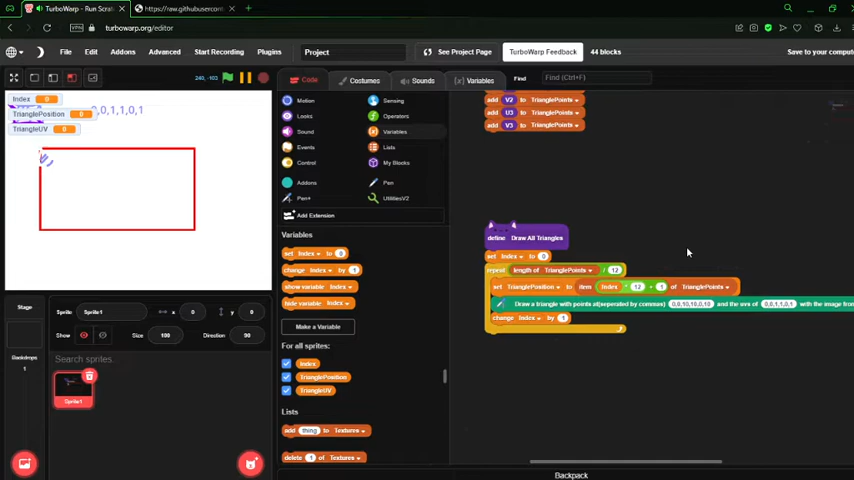 TurboWarp - Run Scrat
https://raw.githubusercon
VPN
turbowarp.org/editor
File
Edit
Addons
Advanced
Start Recording
Plugins
Project
See Project Page
TurboWarp Feedback
44 blocks
Save to your compute
Code
Costumes
Sounds
Variables
Find
Find (Ctrl+F)
240, -103
Index 0
0,0,1,1,0,1
TrianglePosition 0
TriangleUV 0
Motion
Sensing
Looks
Operators
Sound
Variables
Events
Lists
Control
My Blocks
Addons
Pen
Pen+
UtilitiesV2
Add Extension
Variables
set Index to 0
change Index by 1
show variable Index
hide variable Index
Make a Variable
For all sprites:
Index
TrianglePosition
TriangleUV
Lists
add thing to Textures
delete 1 of Textures
add V2 to TrianglePoints
add U3 to TrianglePoints
add V3 to TrianglePoints
define Draw All Triangles
set Index to 0
repeat length of TrianglePoints / 12
set TrianglePosition to item Index * 12 + 1 of TrianglePoints
Draw a triangle with points at(seperated by commas) 0,0,10,10,0,10 and the uvs of 0,0,1,1,0,1 with the image from
change Index by 1
Sprite
Sprite1
x
0
y
0
Show
Size
100
Direction
90
Search sprites...
Sprite1
Stage
Backdrops
1
Backpack